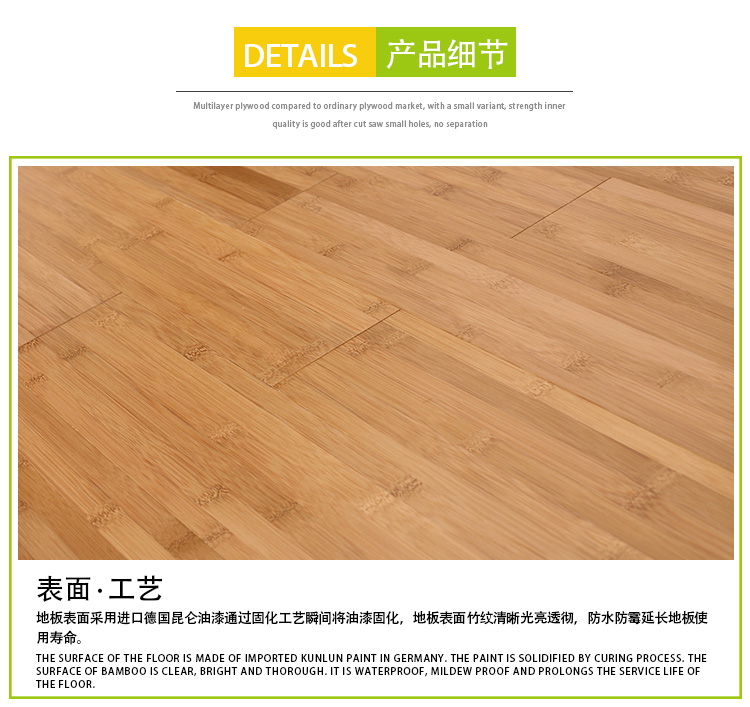 DETAILS 产品细节
Multilayer plywood compared to ordinary plywood market, with a small variant, strength inner
quality is good after cut saw small holes, no separation
表面·工艺
地板表面采用进口德国昆仑油漆通过固化工艺瞬间将油漆固化，地板表面竹纹清晰光亮透彻，防水防霉延长地板使
用寿命。
THE SURFACE OF THE FLOOR IS MADE OF IMPORTED KUNLUN PAINT IN GERMANY. THE PAINT IS SOLIDIFIED BY CURING PROCESS. THE
SURFACE OF BAMBOO IS CLEAR, BRIGHT AND THOROUGH. IT IS WATERPROOF, MILDEW PROOF AND PROLONGS THE SERVICE LIFE OF
THE FLOOR.